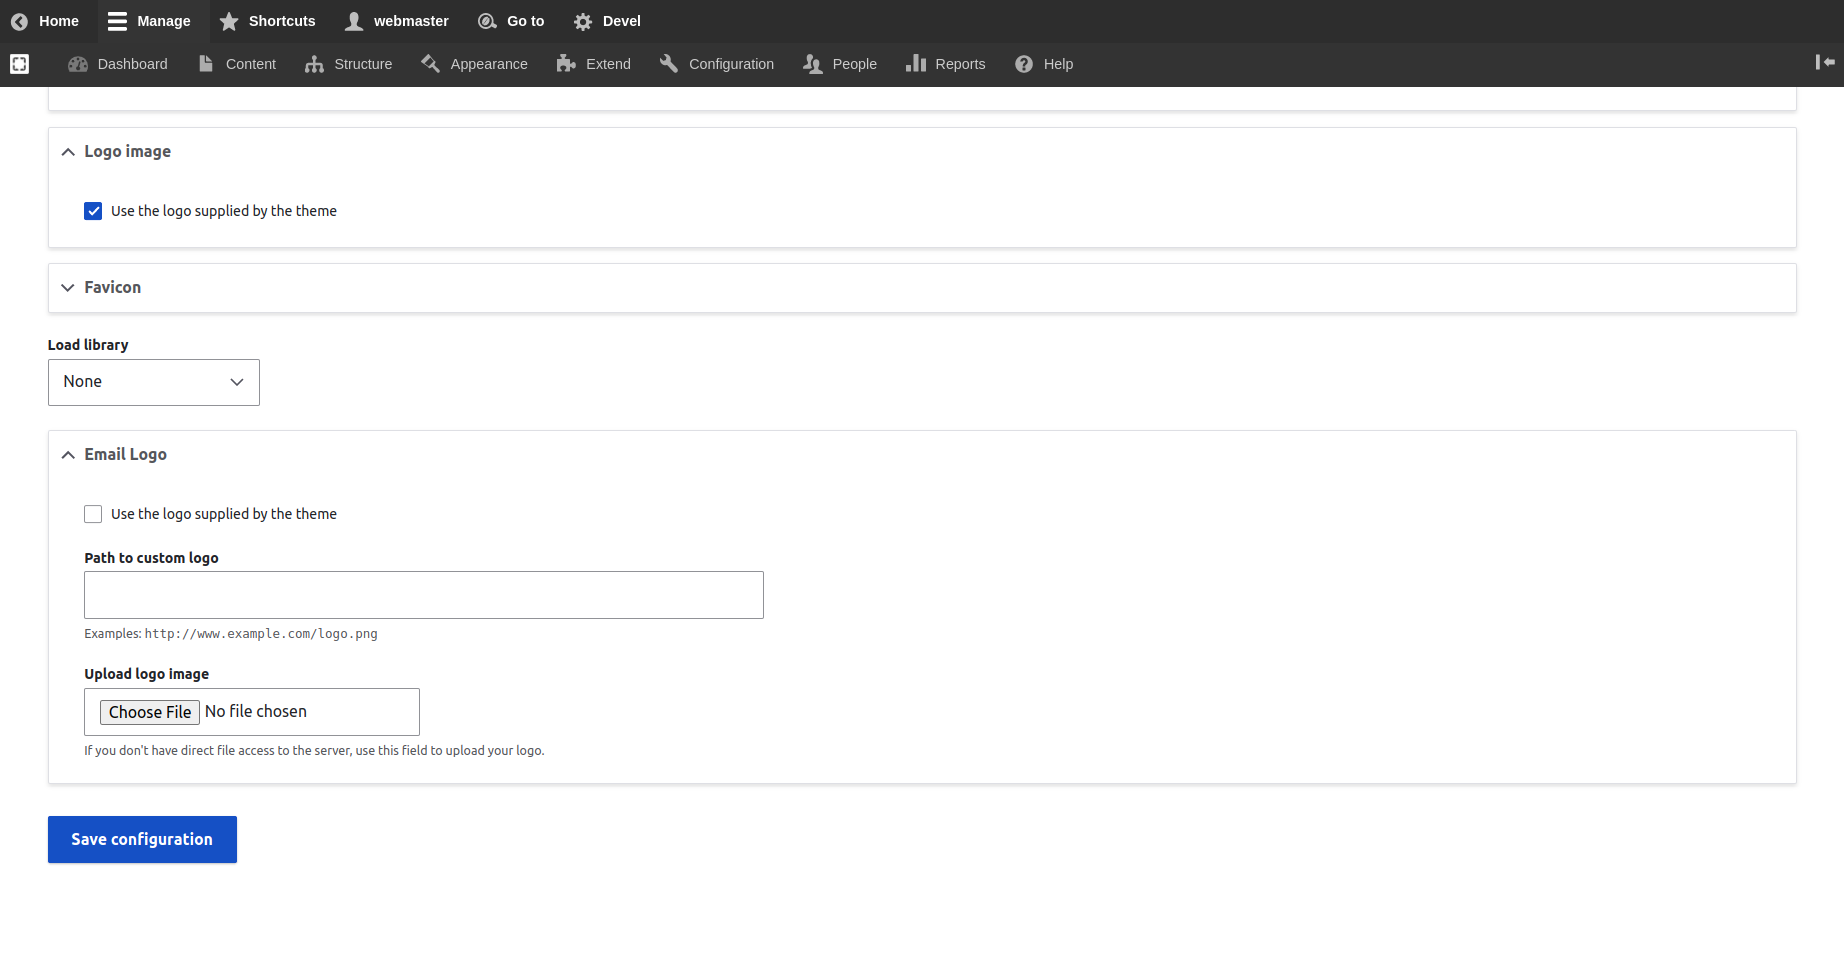 Home Manage Shortcuts webmaster Go to Devel
Dashboard Content Structure Appearance Extend Configuration People Reports Help
Logo image
Use the logo supplied by the theme
Favicon
Load library
None
Email Logo
Use the logo supplied by the theme
Path to custom logo
Examples: http://www.example.com/logo.png
Upload logo image
Choose File No file chosen
If you don't have direct file access to the server, use this field to upload your logo.
Save configuration